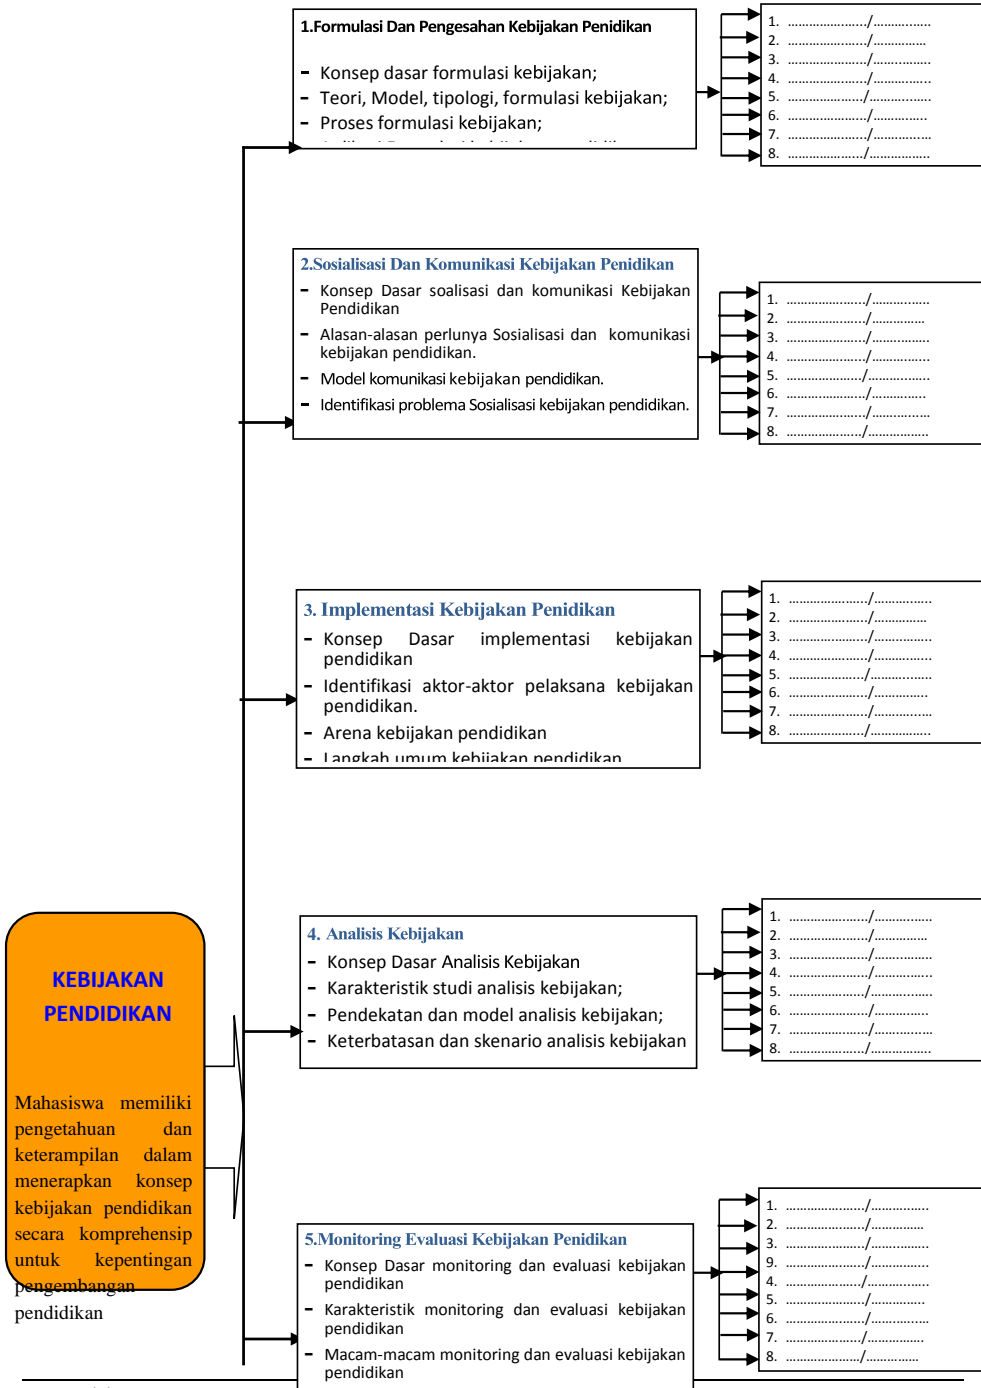 1.Formulasi Dan Pengesahan Kebijakan Penidikan
- Konsep dasar formulasi kebijakan;
- Teori, Model, tipologi, formulasi kebijakan;
- Proses formulasi kebijakan;
1. …………………../……………
2. …………………../…………..
3. …………………../……………
4. …………………../……………
5. …………………../……………
6. …………………../…………..
7. …………………../……………
8. …………………../……………..
2.Sosialisasi Dan Komunikasi Kebijakan Penidikan
- Konsep Dasar soalisasi dan komunikasi Kebijakan
Pendidikan
- Alasan-alasan perlunya Sosialisasi dan komunikasi
kebijakan pendidikan.
- Model komunikasi kebijakan pendidikan.
- Identifikasi problema Sosialisasi kebijakan pendidikan.
1. …………………../……………
2. …………………../…………..
3. …………………../……………
4. …………………../……………
5. …………………../……………
6. …………………../…………..
7. …………………../……………
8. …………………../……………..
3. Implementasi Kebijakan Penidikan
- Konsep Dasar implementasi kebijakan
pendidikan
- Identifikasi aktor-aktor pelaksana kebijakan
pendidikan.
- Arena kebijakan pendidikan
- Langkah umum kebijakan pendidikan
1. …………………../……………
2. …………………../…………..
3. …………………../……………
4. …………………../……………
5. …………………../……………
6. …………………../…………..
7. …………………../……………
8. …………………../……………..
4. Analisis Kebijakan
- Konsep Dasar Analisis Kebijakan
- Karakteristik studi analisis kebijakan;
- Pendekatan dan model analisis kebijakan;
- Keterbatasan dan skenario analisis kebijakan
1. …………………../……………
2. …………………../…………..
3. …………………../……………
4. …………………../……………
5. …………………../……………
6. …………………../…………..
7. …………………../……………
8. …………………../……………..
KEBIJAKAN
PENDIDIKAN
Mahasiswa memiliki
pengetahuan dan
keterampilan dalam
menerapkan konsep
kebijakan pendidikan
secara komprehensip
untuk kepentingan
pengembangan
pendidikan
5.Monitoring Evaluasi Kebijakan Penidikan
- Konsep Dasar monitoring dan evaluasi kebijakan
pendidikan
- Karakteristik monitoring dan evaluasi kebijakan
pendidikan
- Macam-macam monitoring dan evaluasi kebijakan
pendidikan
1. …………………../……………
2. …………………../…………..
3. …………………../……………
9. …………………../……………
4. …………………../……………
5. …………………../…………..
6. …………………../……………
7. …………………/……………..
8. …………………/……………